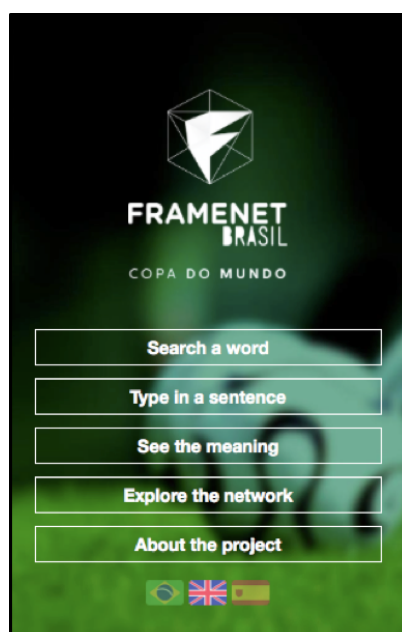 FRAMENET
BRASIL
COPA DO MUNDO
Search a word
Type in a sentence
See the meaning
Explore the network
About the project